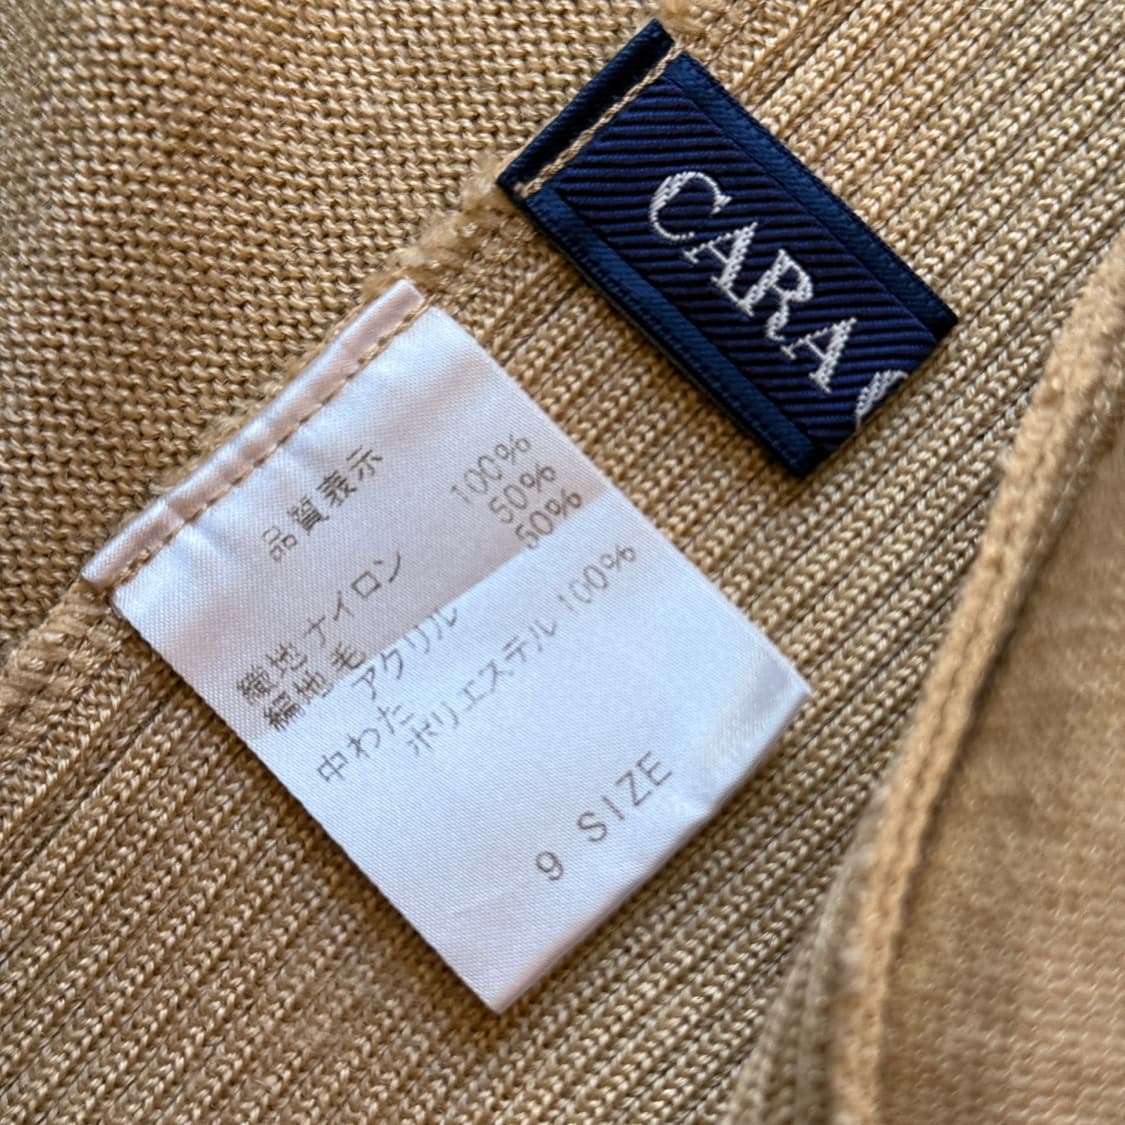 CARA
品質表示
織地 ナイロン 100%
編地 毛 50%
アクリル 50%
中わた
ポリエステル 100%
9 SIZE